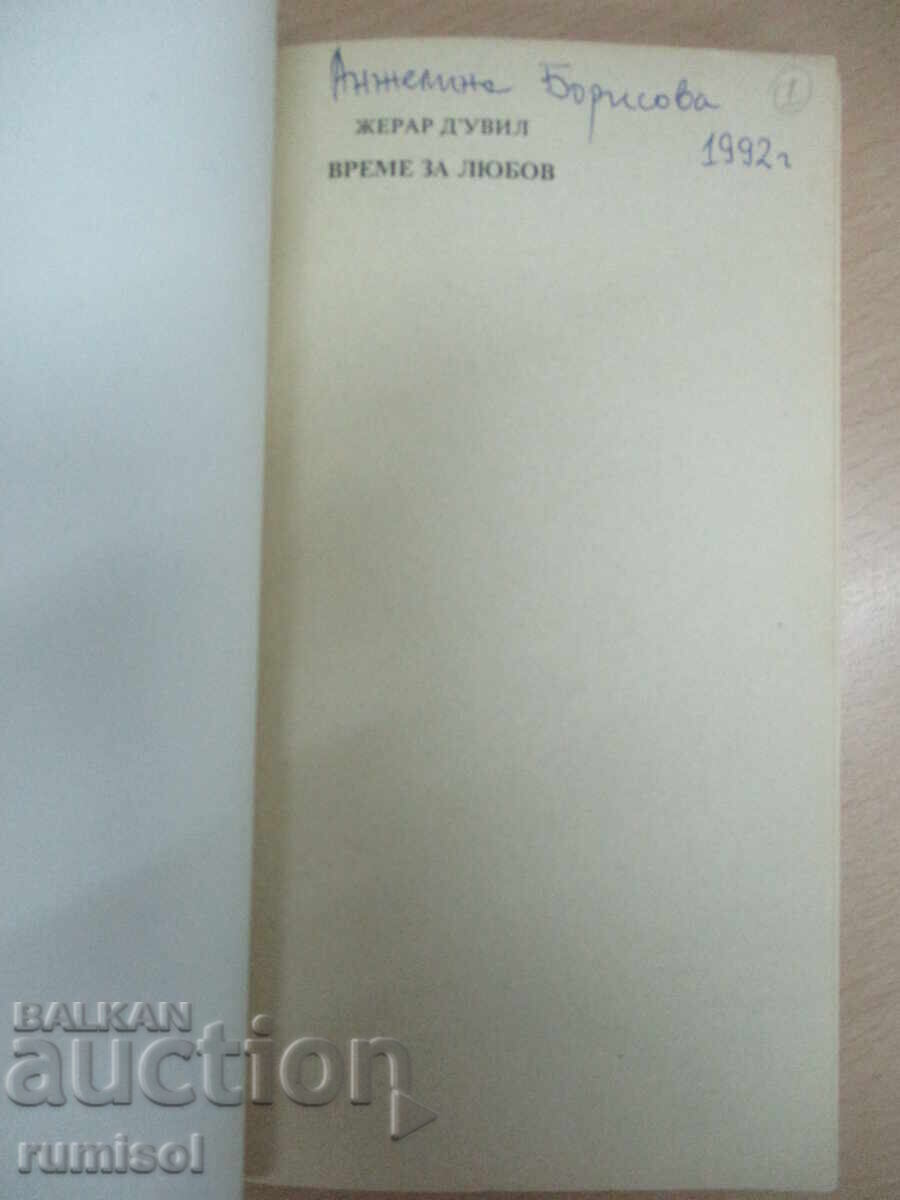 Анжелина Борисова
1
ЖЕРАР Д'УВИЛ
1992г
ВРЕМЕ ЗА ЛЮБОВ
BALKAN
auction
rumisol